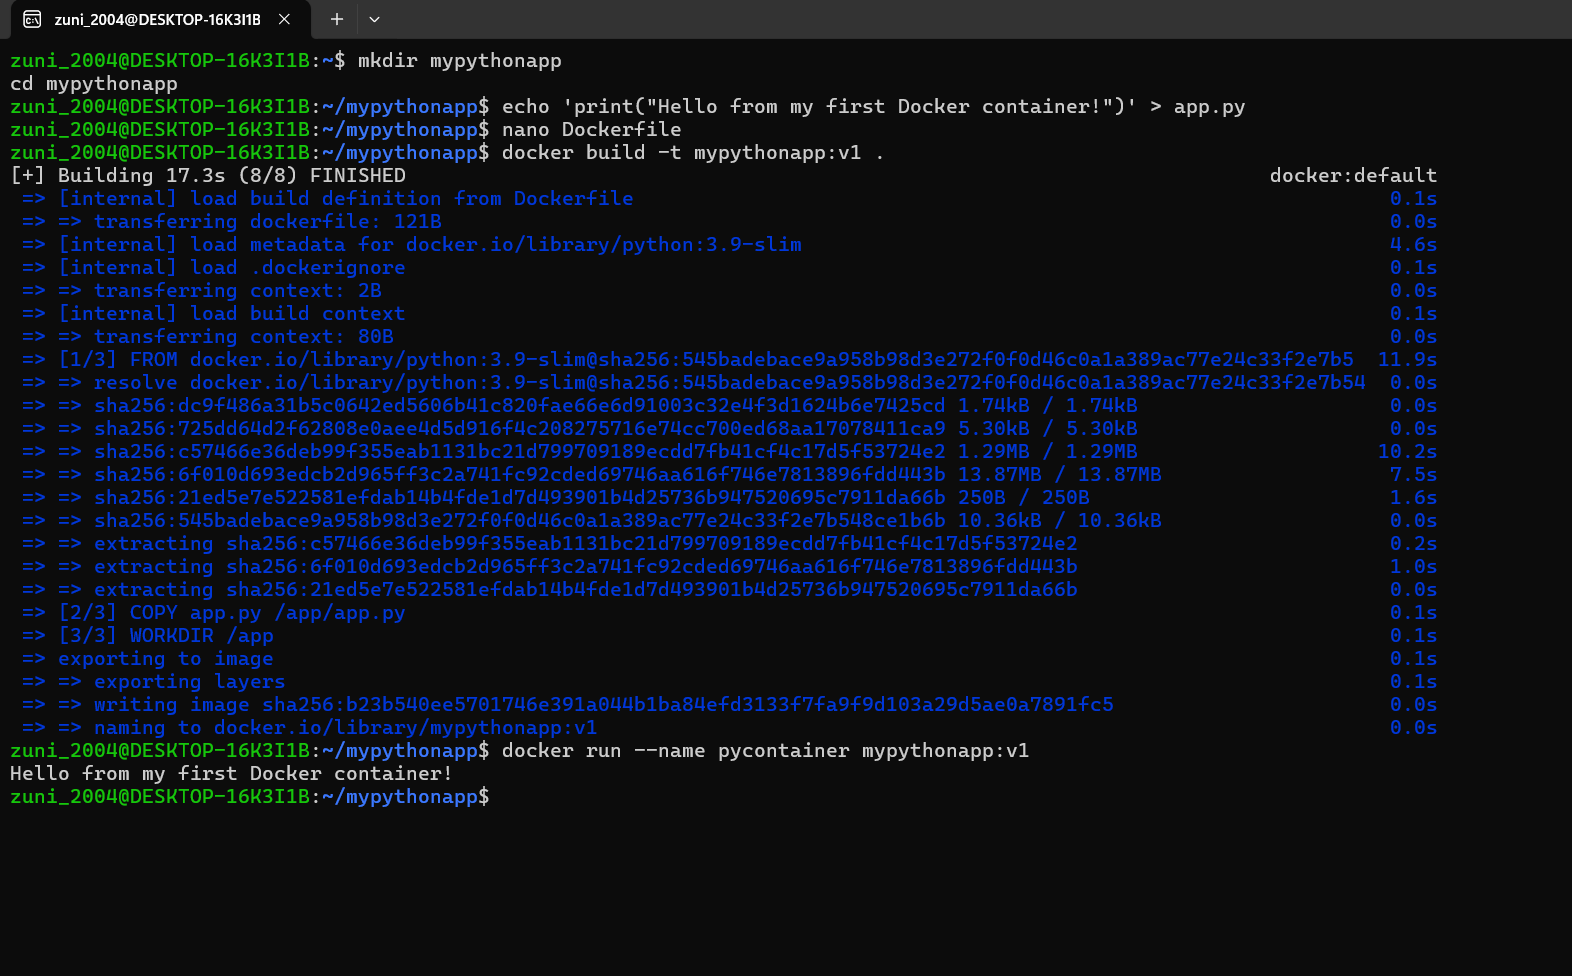 zuni_2004@DESKTOP-16K3I1B
zuni_2004@DESKTOP-16K3I1B:~$ mkdir mypythonapp
cd mypythonapp
zuni_2004@DESKTOP-16K3I1B:~/mypythonapp$ echo 'print("Hello from my first Docker container!")' > app.py
zuni_2004@DESKTOP-16K3I1B:~/mypythonapp$ nano Dockerfile
zuni_2004@DESKTOP-16K3I1B:~/mypythonapp$ docker build -t mypythonapp:v1 .
[+] Building 17.3s (8/8) FINISHED docker:default
=> [internal] load build definition from Dockerfile 0.1s
=> => transferring dockerfile: 121B 0.0s
=> [internal] load metadata for docker.io/library/python:3.9-slim 4.6s
=> [internal] load .dockerignore 0.1s
=> => transferring context: 2B 0.0s
=> [internal] load build context 0.1s
=> => transferring context: 80B 0.0s
=> [1/3] FROM docker.io/library/python:3.9-slim@sha256:545badebace9a958b98d3e272f0f0d46c0a1a389ac77e24c33f2e7b5 11.9s
=> => resolve docker.io/library/python:3.9-slim@sha256:545badebace9a958b98d3e272f0f0d46c0a1a389ac77e24c33f2e7b54 0.0s
=> => sha256:dc9f486a31b5c0642ed5606b41c820fae66e6d91003c32e4f3d1624b6e7425cd 1.74kB / 1.74kB 0.0s
=> => sha256:725dd64d2f62808e0aee4d5d916f4c208275716e74cc700ed68aa17078411ca9 5.30kB / 5.30kB 0.0s
=> => sha256:c57466e36deb99f355eab1131bc21d799709189ecdd7fb41cf4c17d5f53724e2 1.29MB / 1.29MB 10.2s
=> => sha256:6f010d693edcb2d965ff3c2a741fc92cded69746aa616f746e7813896fdd443b 13.87MB / 13.87MB 7.5s
=> => sha256:21ed5e7e522581efdab14b4fde1d7d493901b4d25736b947520695c7911da66b 250B / 250B 1.6s
=> => sha256:545badebace9a958b98d3e272f0f0d46c0a1a389ac77e24c33f2e7b548ce1b6b 10.36kB / 10.36kB 0.0s
=> => extracting sha256:c57466e36deb99f355eab1131bc21d799709189ecdd7fb41cf4c17d5f53724e2 0.2s
=> => extracting sha256:6f010d693edcb2d965ff3c2a741fc92cded69746aa616f746e7813896fdd443b 1.0s
=> => extracting sha256:21ed5e7e522581efdab14b4fde1d7d493901b4d25736b947520695c7911da66b 0.0s
=> [2/3] COPY app.py /app/app.py 0.1s
=> [3/3] WORKDIR /app 0.1s
=> exporting to image 0.1s
=> => exporting layers 0.1s
=> => writing image sha256:b23b540ee5701746e391a044b1ba84efd3133f7fa9f9d103a29d5ae0a7891fc5 0.0s
=> => naming to docker.io/library/mypythonapp:v1 0.0s
zuni_2004@DESKTOP-16K3I1B:~/mypythonapp$ docker run --name pycontainer mypythonapp:v1
Hello from my first Docker container!
zuni_2004@DESKTOP-16K3I1B:~/mypythonapp$